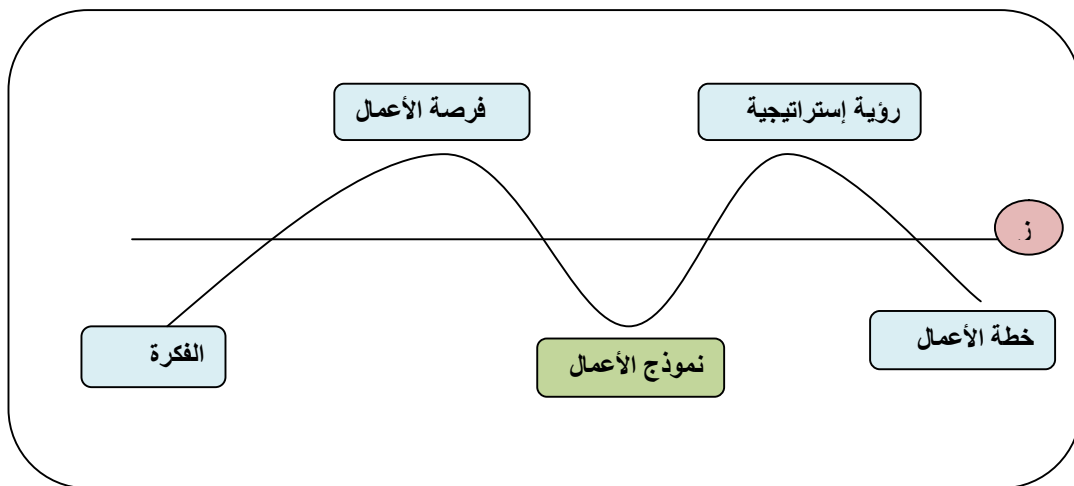 رؤية إستراتيجية
فرصة الأعمال
ز
خطة الأعمال
نموذج الأعمال
الفكرة